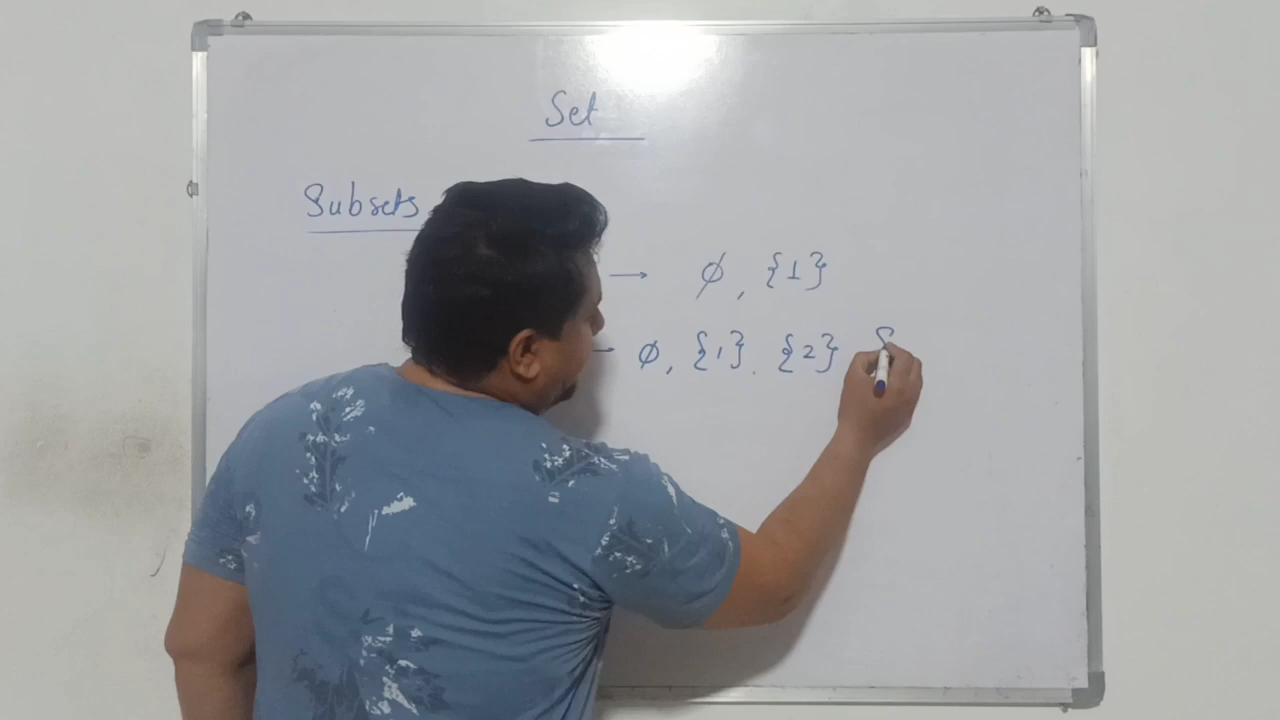 Set
Subsets
→ ϕ, {1}
→ ϕ, {1}, {2} {